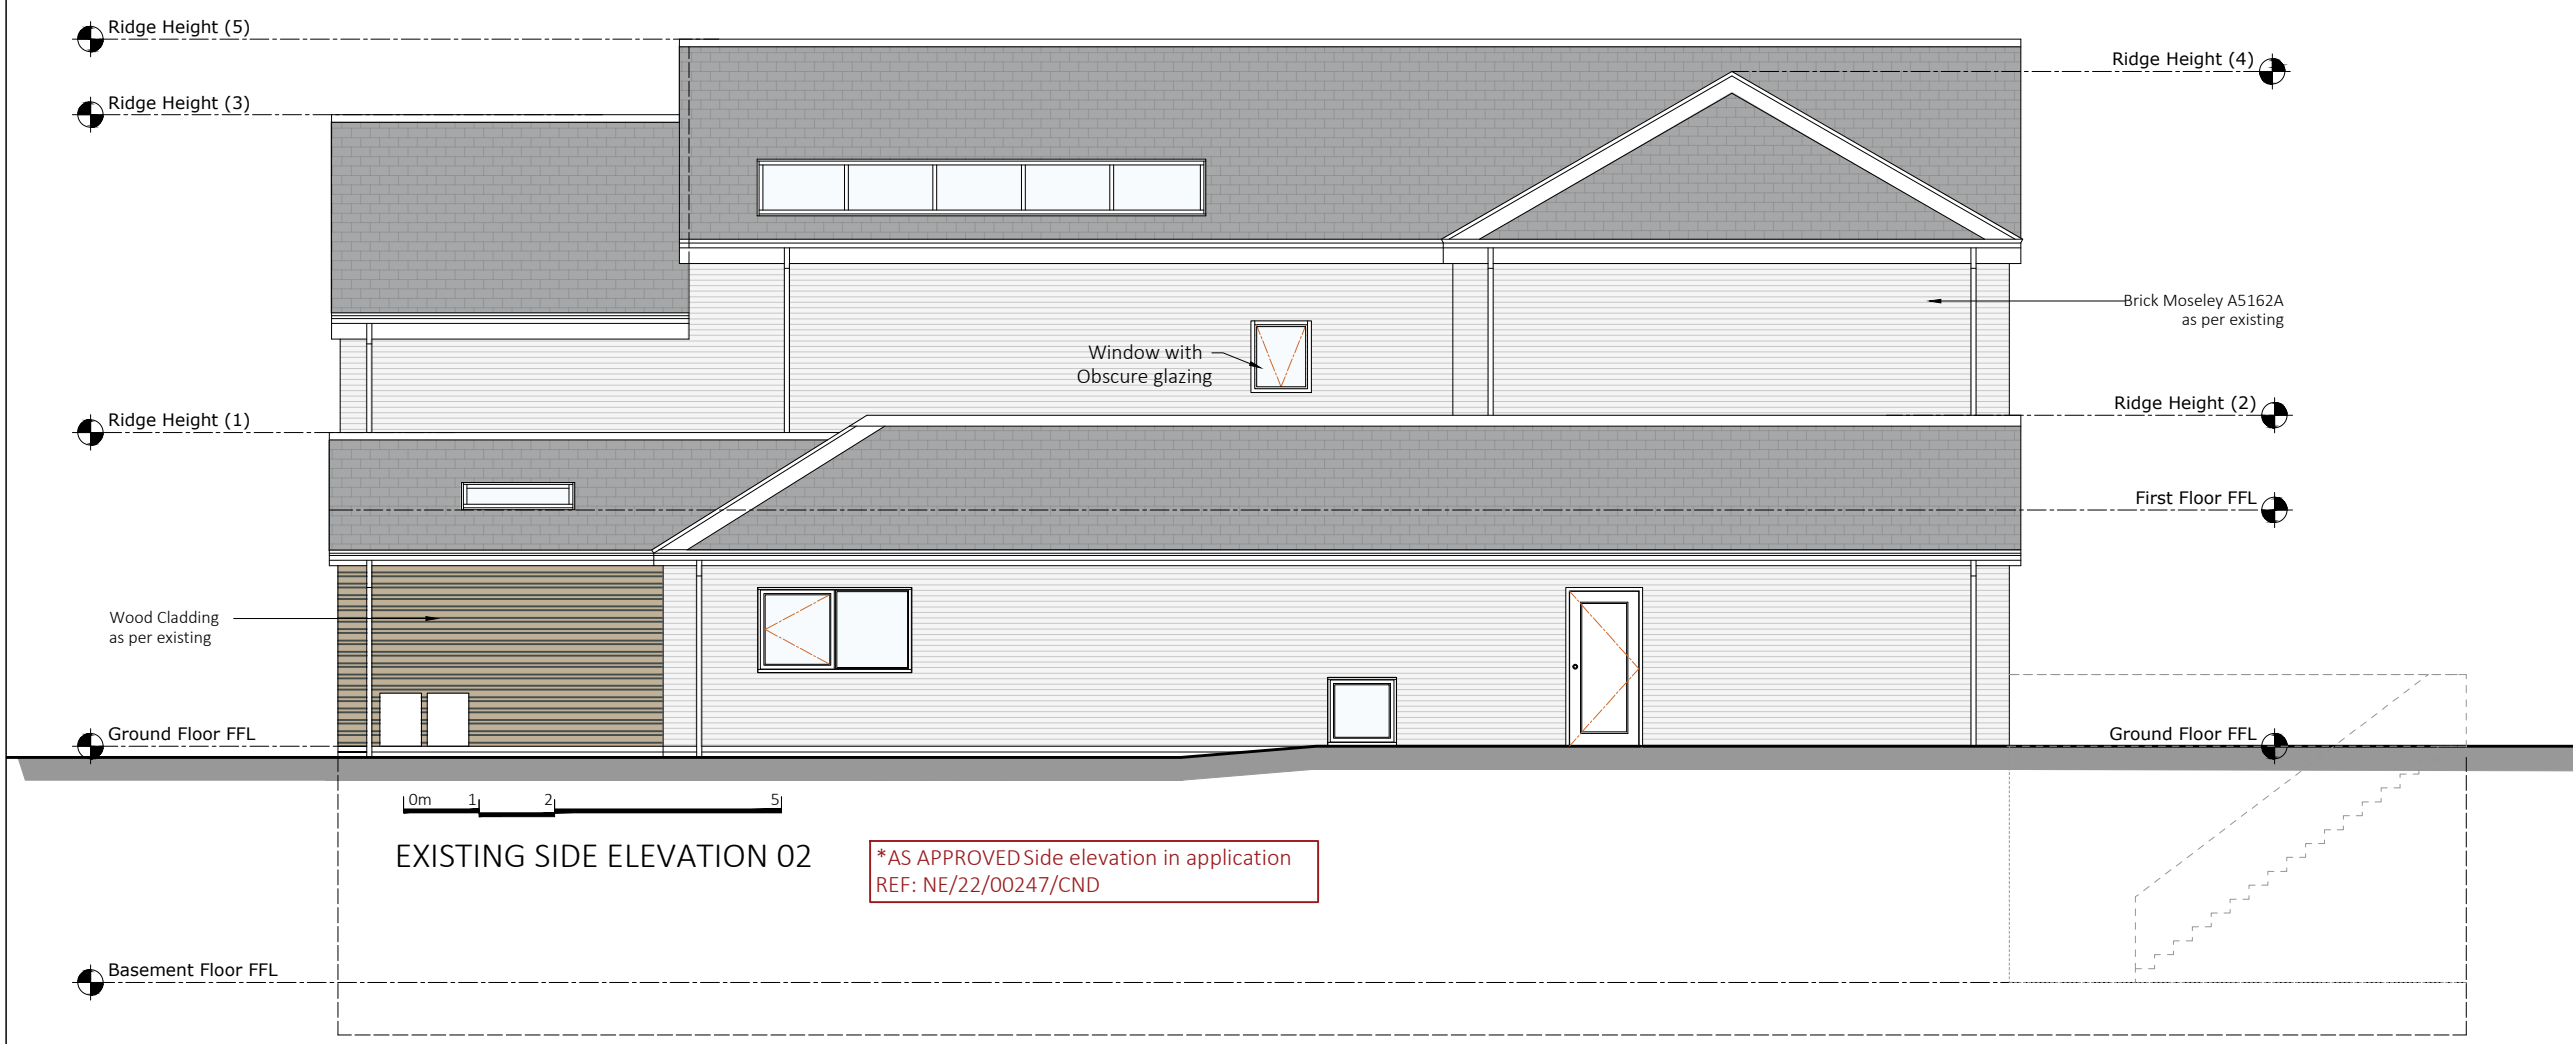 Ridge Height (5)
Ridge Height (4)
Ridge Height (3)
Brick Moseley A5162A
as per existing
Window with
Obscure glazing
Ridge Height (1)
Ridge Height (2)
First Floor FFL
Wood Cladding
as per existing
Ground Floor FFL
Ground Floor FFL
0m 1 2 5
EXISTING SIDE ELEVATION 02
*AS APPROVED Side elevation in application
REF: NE/22/00247/CND
Basement Floor FFL